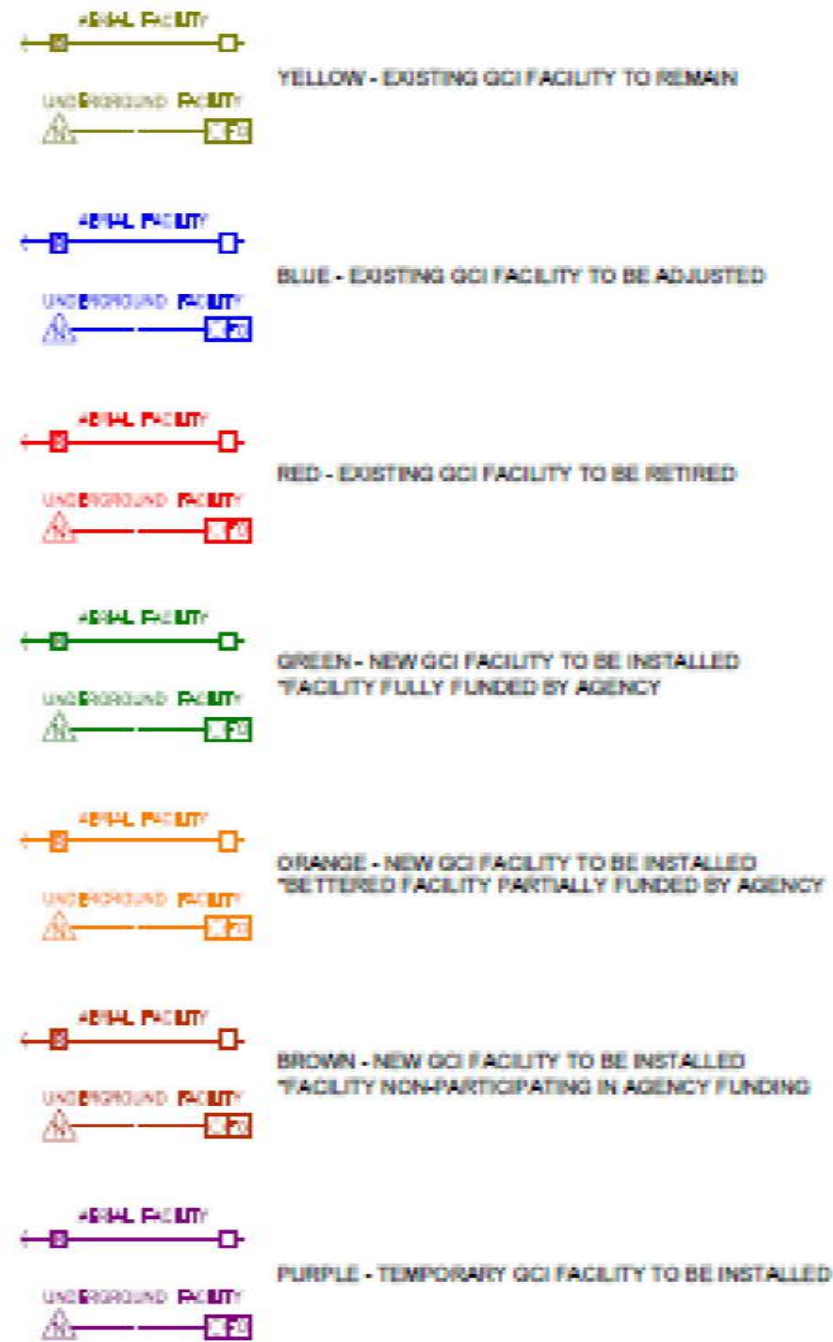 AERIAL FACILITY
YELLOW - EXISTING GCI FACILITY TO REMAIN
UNDERGROUND FACILITY
AERIAL FACILITY
BLUE - EXISTING GCI FACILITY TO BE ADJUSTED
UNDERGROUND FACILITY
AERIAL FACILITY
RED - EXISTING GCI FACILITY TO BE RETIRED
UNDERGROUND FACILITY
AERIAL FACILITY
GREEN - NEW GCI FACILITY TO BE INSTALLED
*FACILITY FULLY FUNDED BY AGENCY
UNDERGROUND FACILITY
AERIAL FACILITY
ORANGE - NEW GCI FACILITY TO BE INSTALLED
*BETTERED FACILITY PARTIALLY FUNDED BY AGENCY
UNDERGROUND FACILITY
AERIAL FACILITY
BROWN - NEW GCI FACILITY TO BE INSTALLED
*FACILITY NON-PARTICIPATING IN AGENCY FUNDING
UNDERGROUND FACILITY
AERIAL FACILITY
PURPLE - TEMPORARY GCI FACILITY TO BE INSTALLED
UNDERGROUND FACILITY